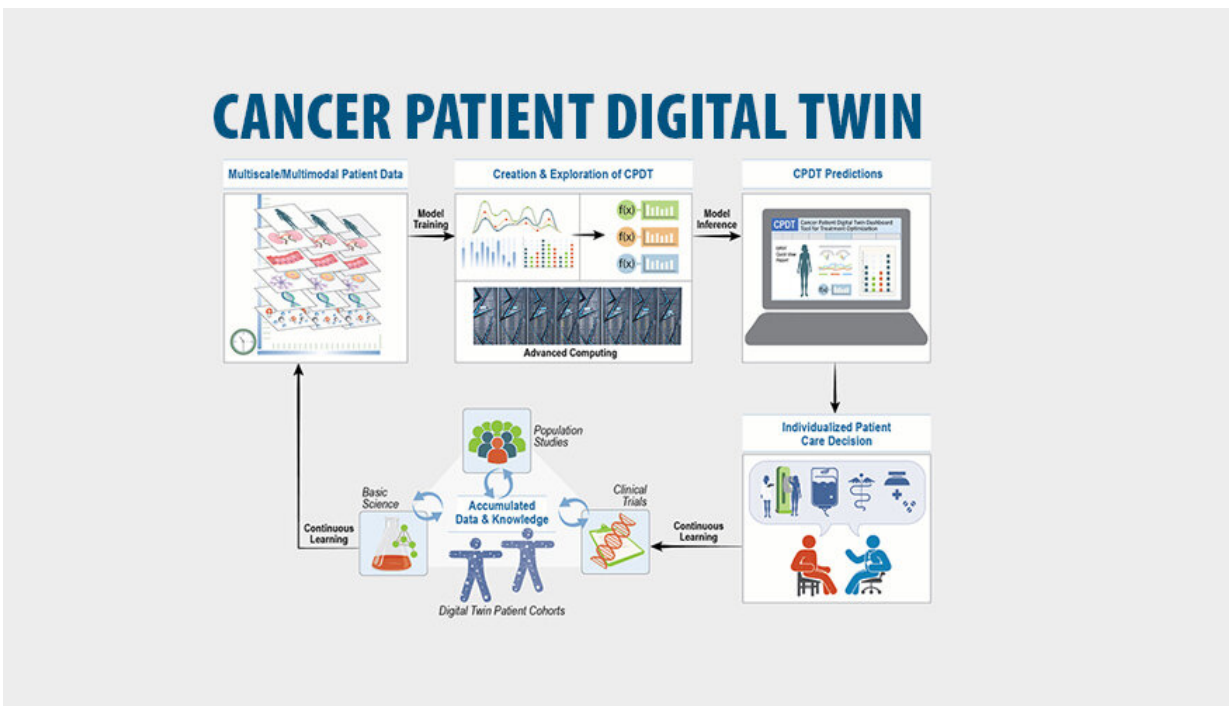 CANCER PATIENT DIGITAL TWIN
Multiscale/Multimodal Patient Data
Model
Training
Creation & Exploration of CPDT
f(x)
f(x)
f(x)
Advanced Computing
Model
Inference
CPDT Predictions
CPDT
Cancer Patient Digital Twin Dashboard
Tool for Treatment Optimization
Individualized Patient
Care Decision
Continuous
Learning
Clinical
Trials
Population
Studies
Accumulated
Data & Knowledge
Digital Twin Patient Cohorts
Basic
Science
Continuous
Learning